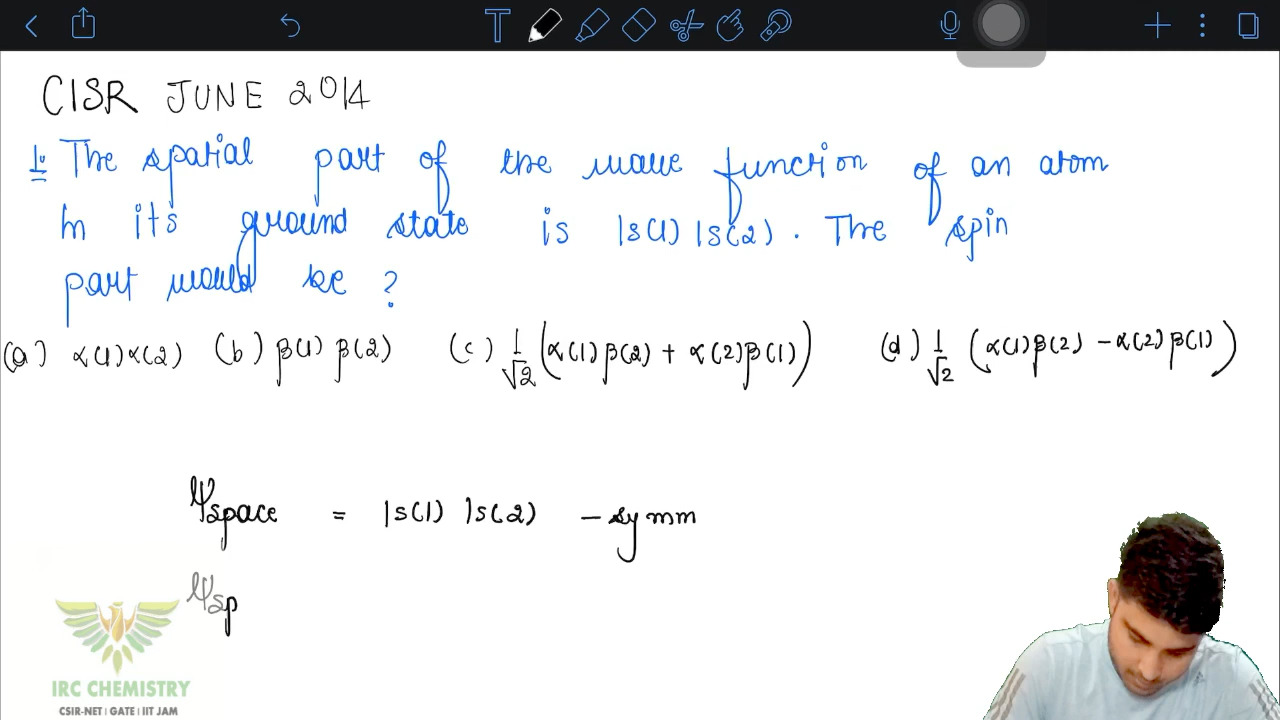 CISR JUNE 2014
1. The spatial part of the wave function of an atom
in its ground state is 1s(1) 1s(2). The spin
part would be ?
(a) α(1)α(2) (b) β(1) β(2) (c) 1/√2 (α(1)β(2) + α(2)β(1)) (d) 1/√2 (α(1)β(2) - α(2)β(1))
Ψspace = 1s(1) 1s(2) - symm
Ψsp
IRC CHEMISTRY
CSIR-NET | GATE | IIT JAM